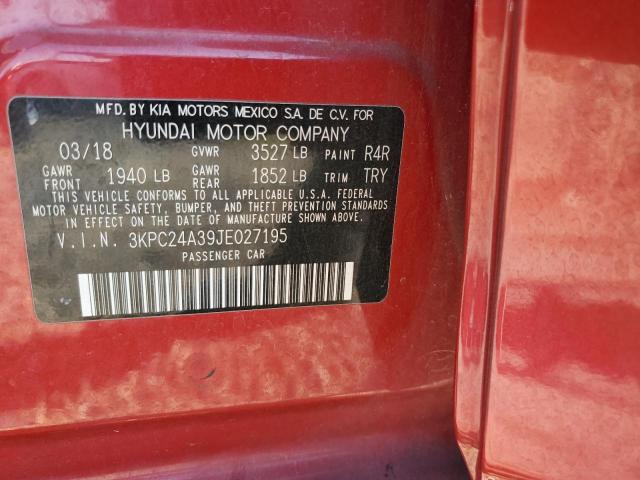 MFD. BY KIA MOTORS MEXICO S.A. DE C.V. FOR
HYUNDAI MOTOR COMPANY
03/18 GVWR 3527 LB PAINT R4R
GAWR FRONT 1940 LB GAWR REAR 1852 LB TRIM TRY
THIS VEHICLE CONFORMS TO ALL APPLICABLE U.S.A. FEDERAL
MOTOR VEHICLE SAFETY, BUMPER, AND THEFT PREVENTION STANDARDS
IN EFFECT ON THE DATE OF MANUFACTURE SHOWN ABOVE.
V.I.N. 3KPC24A39JE027195
PASSENGER CAR